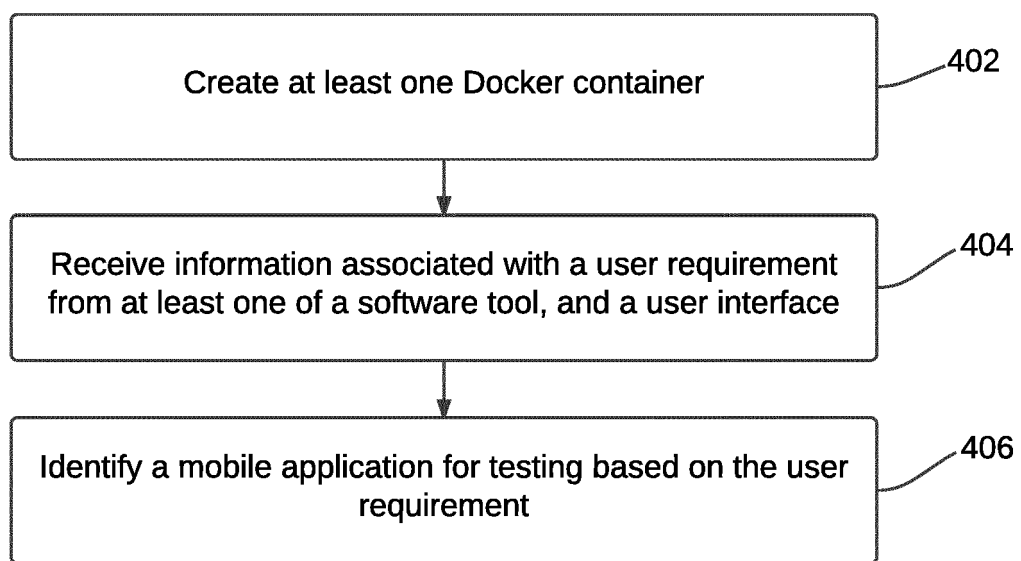 Create at least one Docker container
402
Receive information associated with a user requirement
from at least one of a software tool, and a user interface
404
Identify a mobile application for testing based on the user
requirement
406